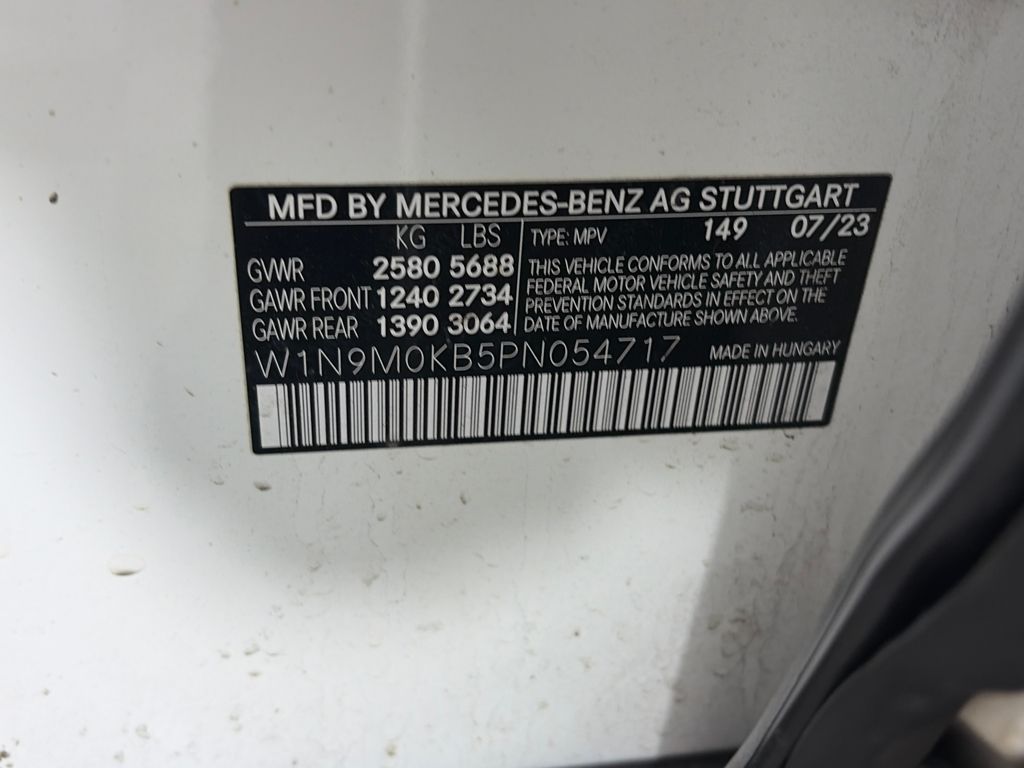 MFD BY MERCEDES-BENZ AG STUTTGART
KG LBS TYPE: MPV 149 07/23
GVWR 2580 5688 THIS VEHICLE CONFORMS TO ALL APPLICABLE
FEDERAL MOTOR VEHICLE SAFETY AND THEFT
GAWR FRONT 1240 2734 PREVENTION STANDARDS IN EFFECT ON THE
GAWR REAR 1390 3064 DATE OF MANUFACTURE SHOWN ABOVE.
W1N9M0KB5PN054717 MADE IN HUNGARY